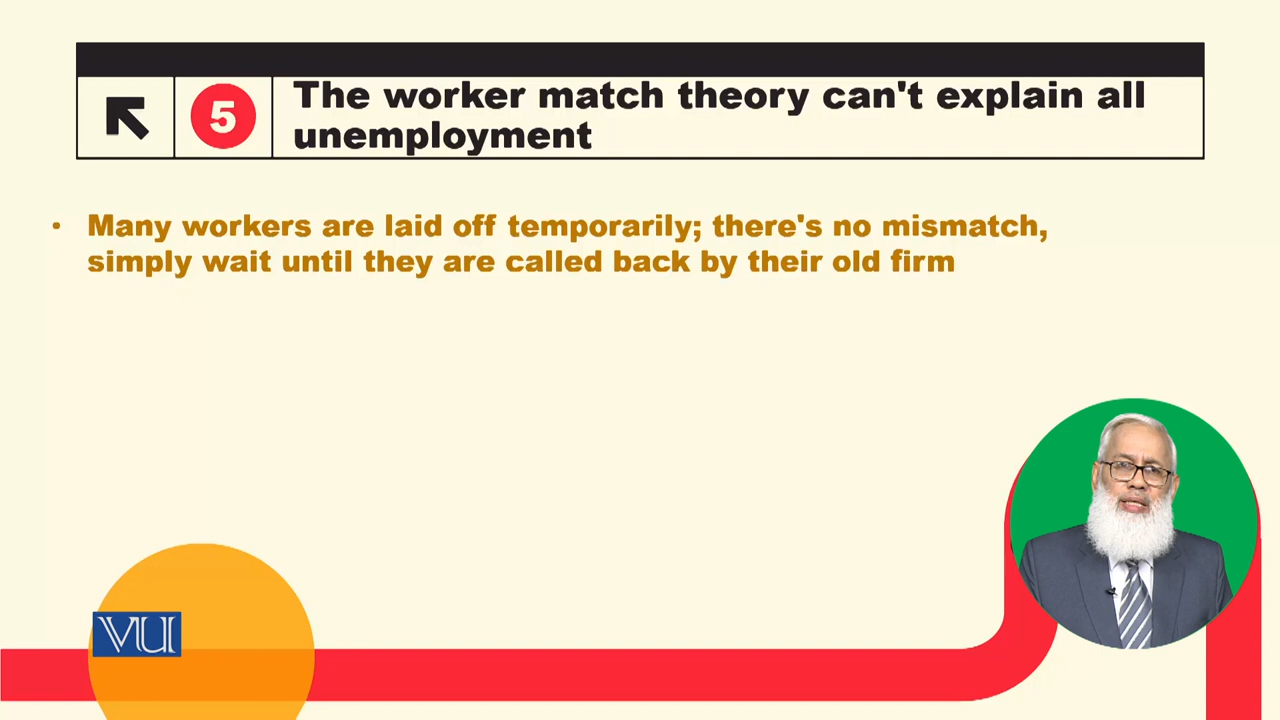 5
The worker match theory can't explain all
unemployment
• Many workers are laid off temporarily; there's no mismatch,
simply wait until they are called back by their old firm
VU